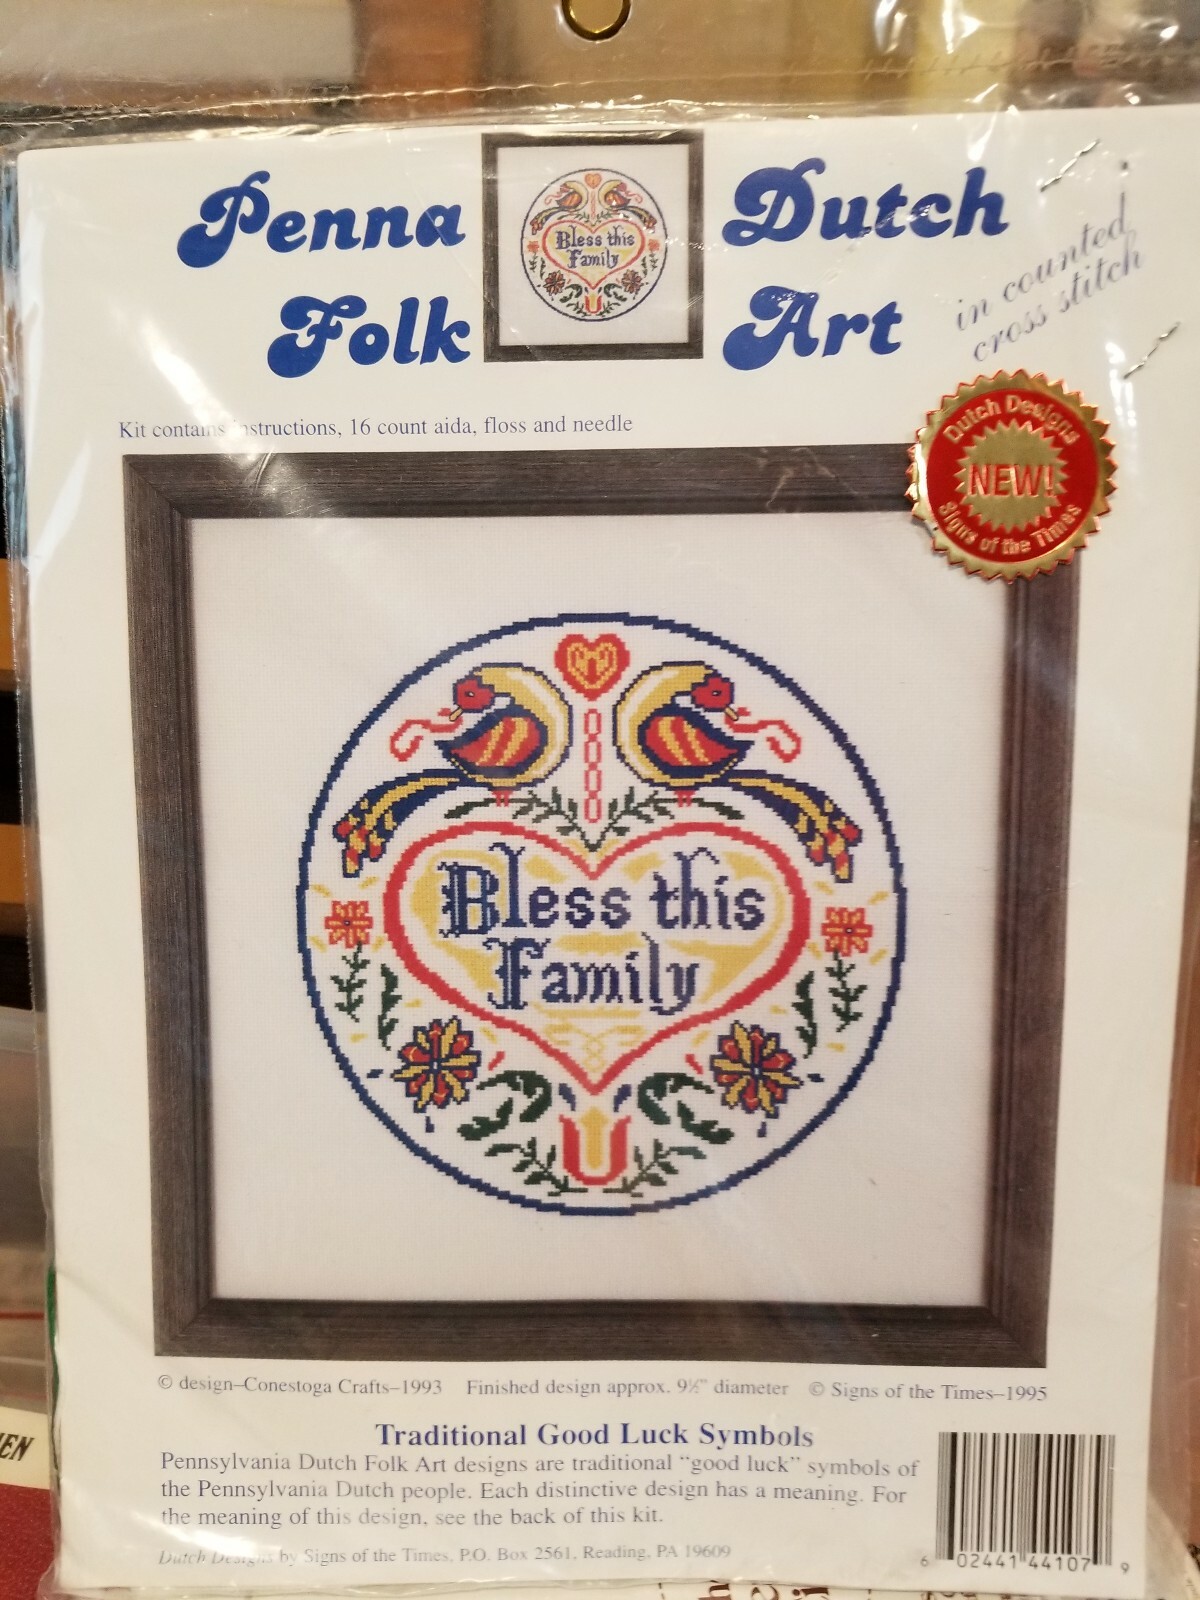 Penna Dutch
Folk Art
in counted
cross stitch
Bless this
Family
Kit contains instructions, 16 count aida, floss and needle
Dutch Designs
NEW!
Signs of the Times
Bless this
Family
© design–Conestoga Crafts–1993 Finished design approx. 9½" diameter © Signs of the Times–1995
Traditional Good Luck Symbols
Pennsylvania Dutch Folk Art designs are traditional "good luck" symbols of
the Pennsylvania Dutch people. Each distinctive design has a meaning. For
the meaning of this design, see the back of this kit.
Dutch Designs by Signs of the Times, P.O. Box 2561, Reading, PA 19609
6 02441 44107 9
EN